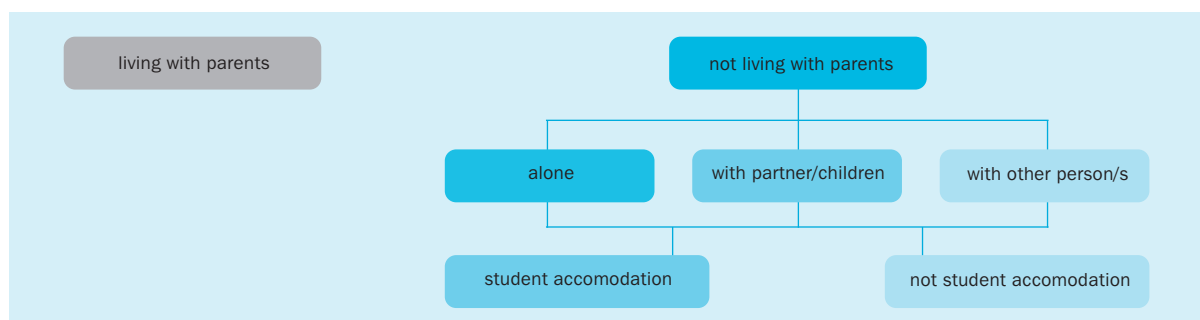 living with parents
not living with parents
alone
with partner/children
with other person/s
student accomodation
not student accomodation